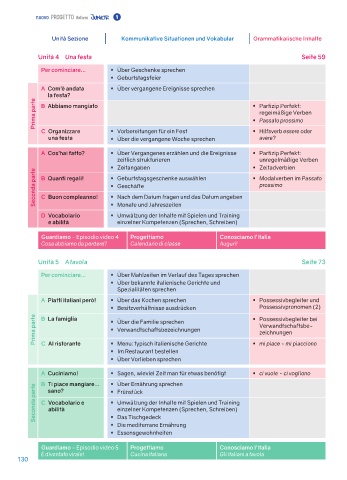 NUOVO PROGETTO italiano JUNIOR 1
Unità Sezione Kommunikative Situationen und Vokabular Grammatikalische Inhalte
Unità 4 Una festa Seite 59
Per cominciare... • Über Geschenke sprechen
• Geburtstagsfeier
Prima parte
A Com'è andata la festa? • Über vergangene Ereignisse sprechen
B Abbiamo mangiato • Partizip Perfekt:
regelmäßige Verben
• Passato prossimo
C Organizzare una festa • Vorbereitungen für ein Fest
• Über die vergangene Woche sprechen
• Hilfsverb essere oder
avere?
Seconda parte
A Cos'hai fatto? • Über Vergangenes erzählen und die Ereignisse
zeitlich strukturieren
• Zeitangaben
• Partizip Perfekt:
unregelmäßige Verben
• Zeitadverbien
B Quanti regali! • Geburtstagsgeschenke auswählen
• Geschäfte
• Modalverben im Passato
prossimo
C Buon compleanno! • Nach dem Datum fragen und das Datum angeben
• Monate und Jahreszeiten
D Vocabolario
e abilità
• Umwälzung der Inhalte mit Spielen und Training
einzelner Kompetenzen (Sprechen, Schreiben)
Guardiamo – Episodio video 4 Progettiamo Conosciamo l'Italia
Cosa abbiamo da perdere? Calendario di classe Auguri!
Unità 5 A tavola Seite 73
Per cominciare... • Über Mahlzeiten im Verlauf des Tages sprechen
• Über bekannte italienische Gerichte und
Spezialitäten sprechen
Prima parte
A Piatti italiani però! • Über das Kochen sprechen
• Besitzverhältnisse ausdrücken
• Possessivbegleiter und
Possessivpronomen (2)
B La famiglia • Über die Familie sprechen
• Verwandtschaftsbezeichnungen
• Possessivbegleiter bei
Verwandtschaftsbe-
zeichnungen
C Al ristorante • Menu: typisch italienische Gerichte
• Im Restaurant bestellen
• Über Vorlieben sprechen
• mi piace – mi piacciono
Seconda parte
A Cuciniamo! • Sagen, wieviel Zeit man für etwas benötigt • ci vuole – ci vogliono
B Ti piace mangiare...
sano?
• Über Ernährung sprechen
• Frühstück
C Vocabolario e
abilità
• Umwälzung der Inhalte mit Spielen und Training
einzelner Kompetenzen (Sprechen, Schreiben)
• Das Tischgedeck
• Die mediterrane Ernährung
• Essensgewohnheiten
Guardiamo – Episodio video 5 Progettiamo Conosciamo l'Italia
E diventate virale! Cucina italiana Gli italiani a tavola
130